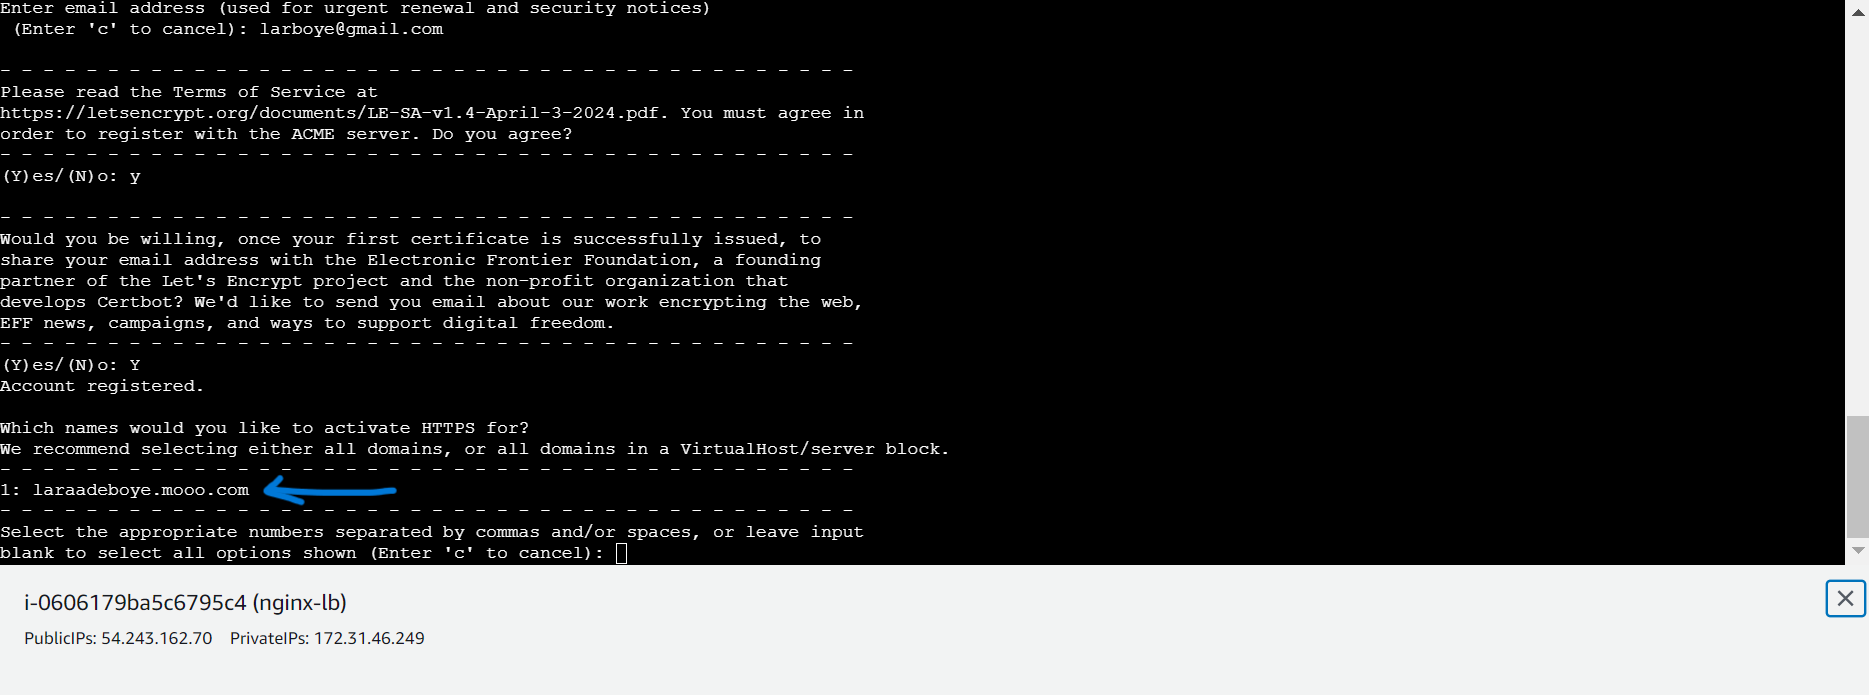 Enter email address (used for urgent renewal and security notices)
(Enter 'c' to cancel): larboye@gmail.com
- - - - - - - - - - - - - - - - - - - - - - - - - - - - - - - - - - - - - - - -
Please read the Terms of Service at
https://letsencrypt.org/documents/LE-SA-v1.4-April-3-2024.pdf. You must agree in
order to register with the ACME server. Do you agree?
- - - - - - - - - - - - - - - - - - - - - - - - - - - - - - - - - - - - - - - -
(Y)es/(N)o: y
- - - - - - - - - - - - - - - - - - - - - - - - - - - - - - - - - - - - - - - -
Would you be willing, once your first certificate is successfully issued, to
share your email address with the Electronic Frontier Foundation, a founding
partner of the Let's Encrypt project and the non-profit organization that
develops Certbot? We'd like to send you email about our work encrypting the web,
EFF news, campaigns, and ways to support digital freedom.
- - - - - - - - - - - - - - - - - - - - - - - - - - - - - - - - - - - - - - - -
(Y)es/(N)o: Y
Account registered.
Which names would you like to activate HTTPS for?
We recommend selecting either all domains, or all domains in a VirtualHost/server block.
- - - - - - - - - - - - - - - - - - - - - - - - - - - - - - - - - - - - - - - -
1: laraadeboye.mooo.com
- - - - - - - - - - - - - - - - - - - - - - - - - - - - - - - - - - - - - - - -
Select the appropriate numbers separated by commas and/or spaces, or leave input
blank to select all options shown (Enter 'c' to cancel):
i-0606179ba5c6795c4 (nginx-lb)
PublicIPs: 54.243.162.70 PrivateIPs: 172.31.46.249